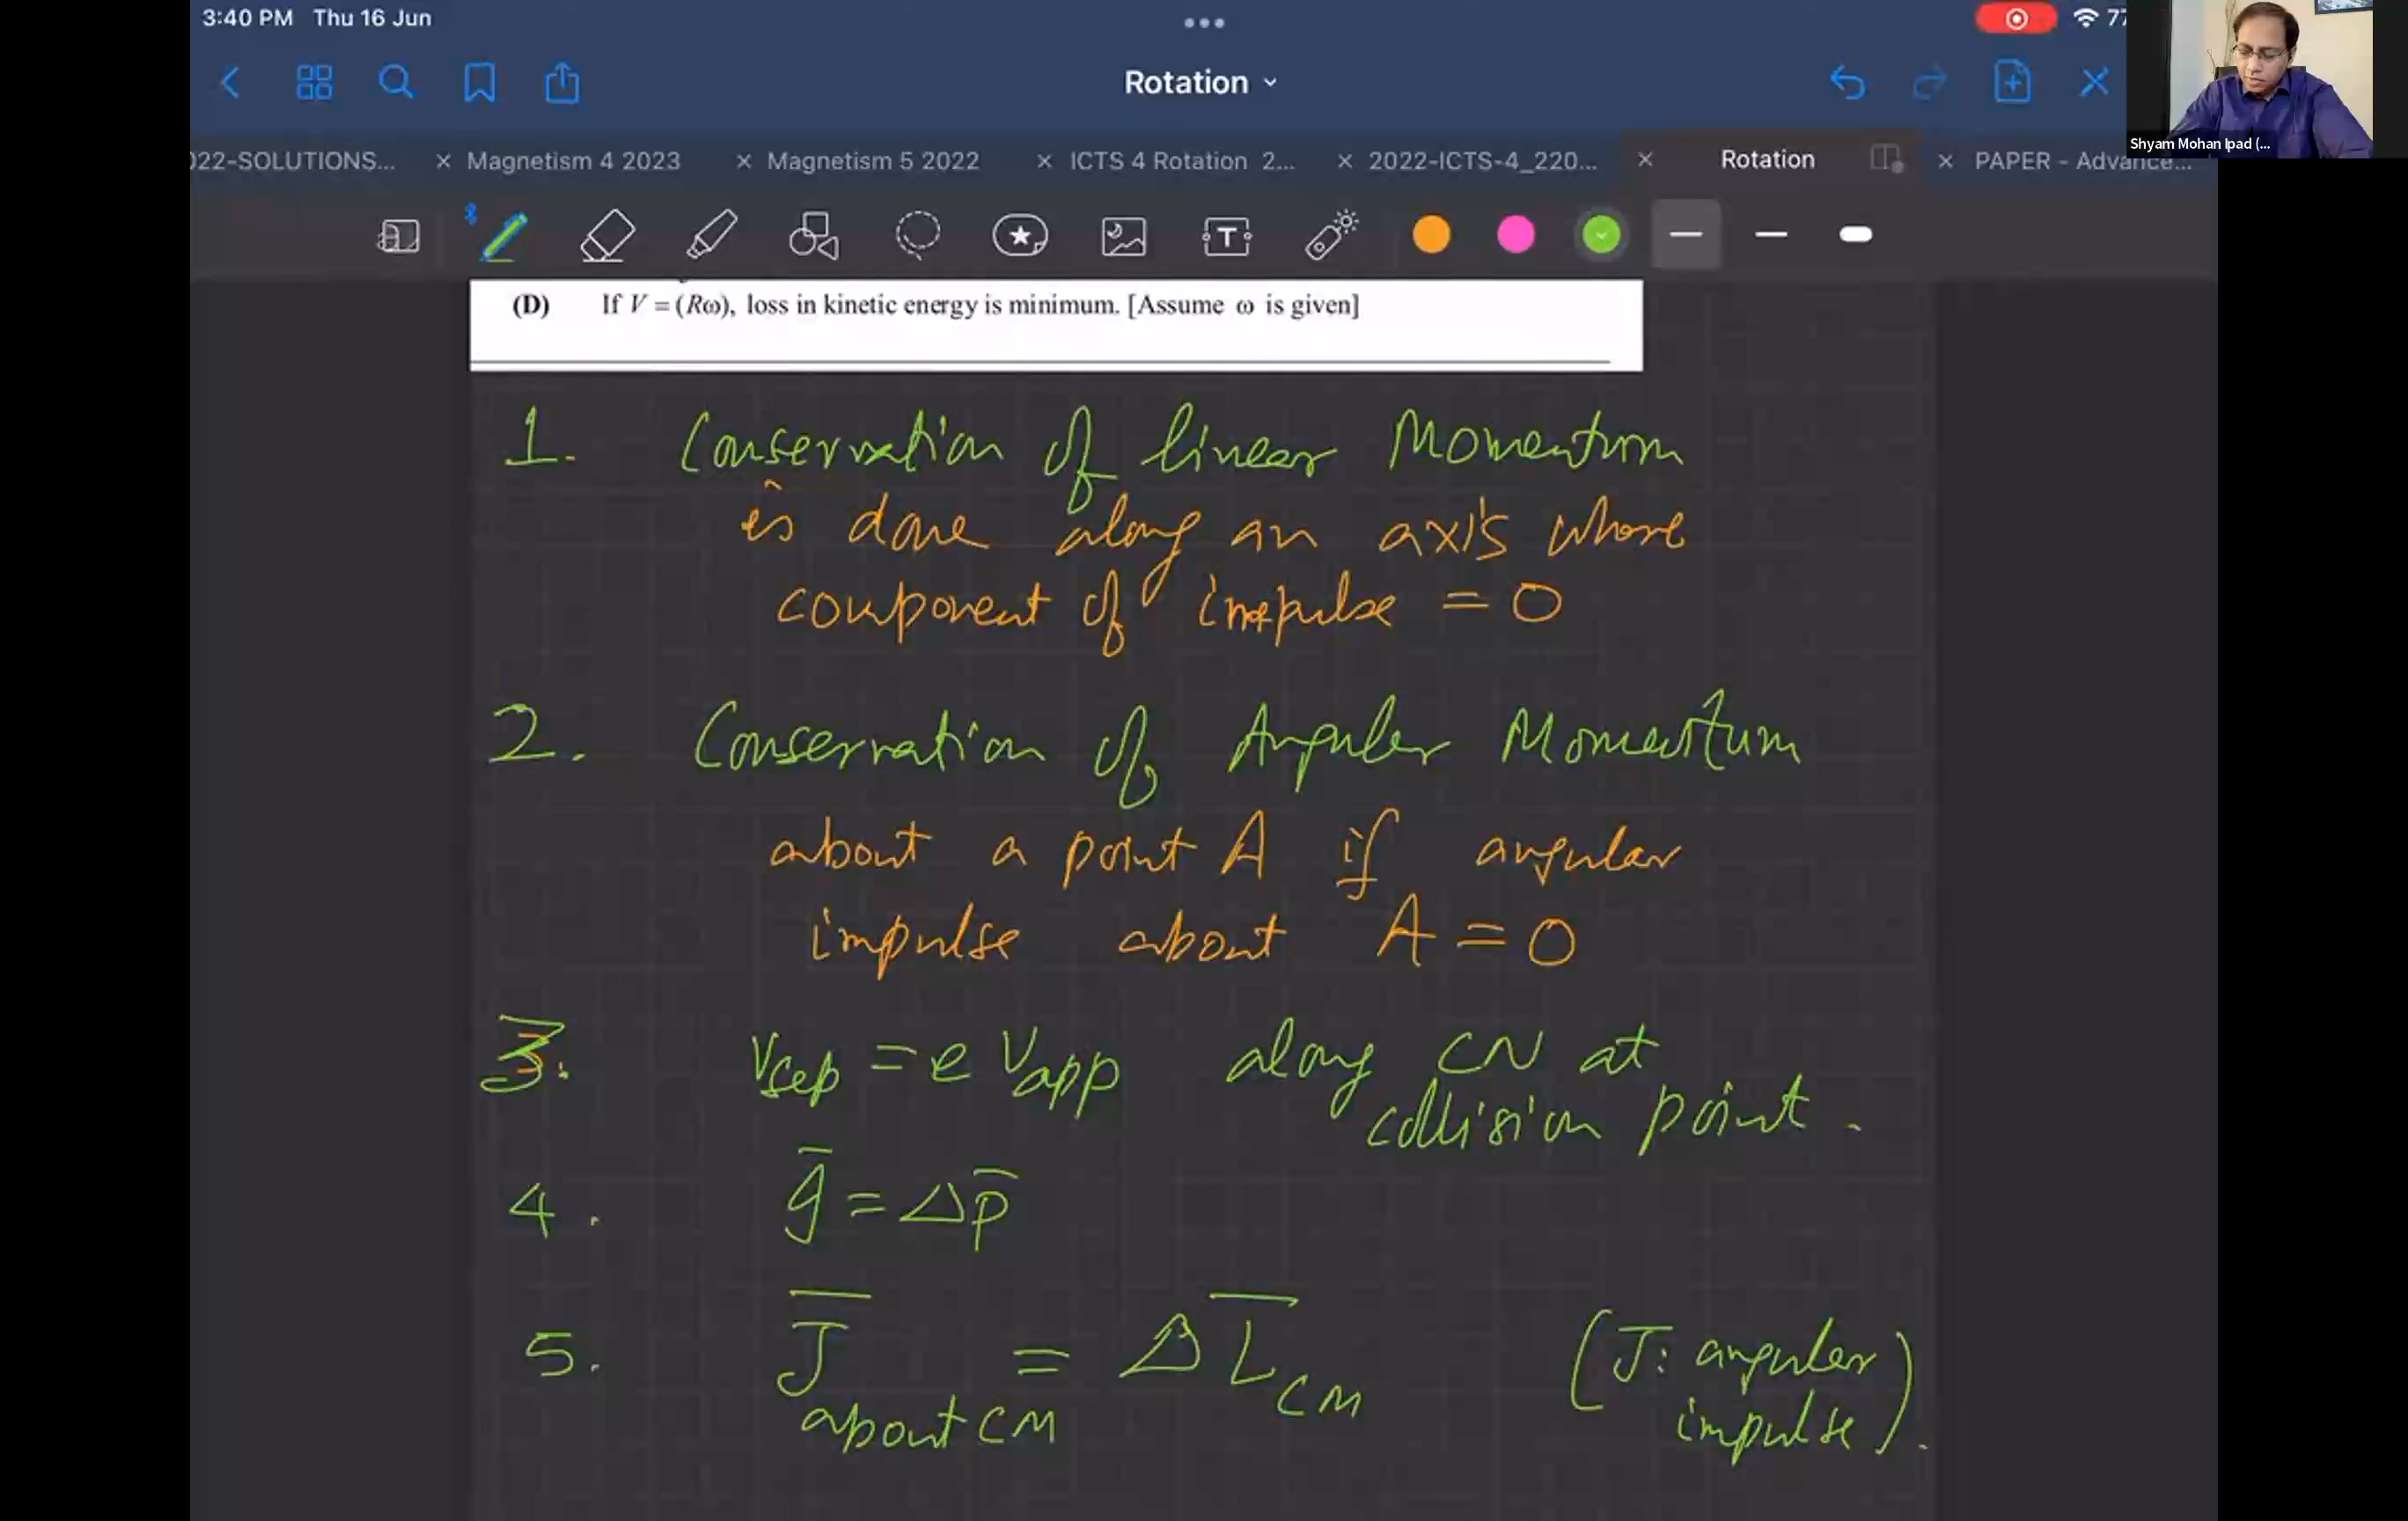 3:40 PM Thu 16 Jun
77
Rotation
Shyam Mohan Ipad (...
022-SOLUTIONS... Magnetism 4 2023 Magnetism 5 2022 ICTS 4 Rotation 2... 2022-ICTS-4_220... Rotation PAPER - Advance...
(D) If V = (Rω), loss in kinetic energy is minimum. [Assume ω is given]
1. Conservation of linear Momentum
is done along an axis whose
component of impulse = 0
2. Conservation of Angular Momentum
about a point A if angular
impulse about A = 0
3. Vsep = e Vapp along CN at
collision point.
4. = Δp̄
5. J̄ = ΔL̄CM (J: angular
about CM impulse).